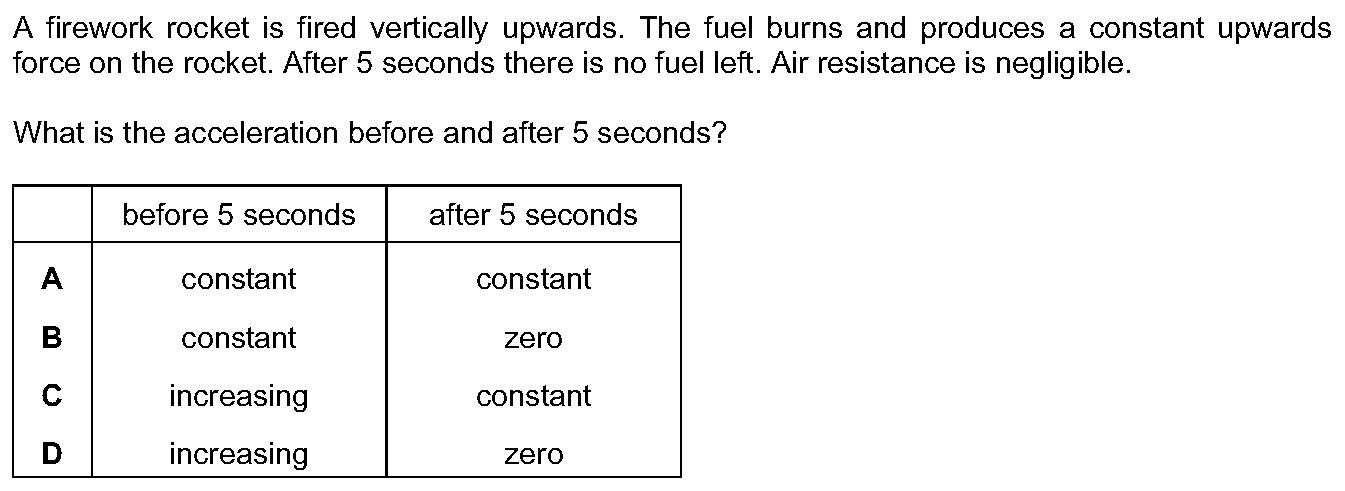 A firework rocket is fired vertically upwards. The fuel burns and produces a constant upwards
force on the rocket. After 5 seconds there is no fuel left. Air resistance is negligible.
What is the acceleration before and after 5 seconds?
before 5 seconds after 5 seconds
A constant constant
B constant zero
C increasing constant
D increasing zero